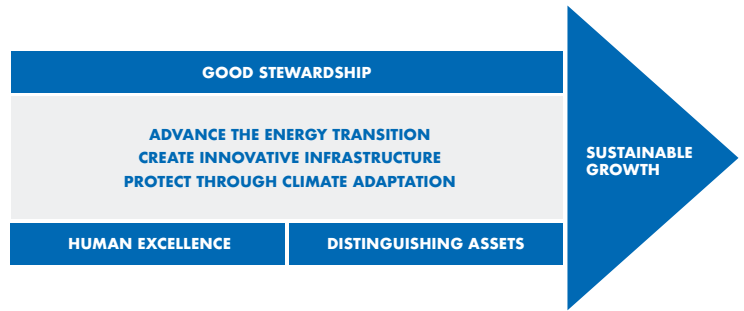 GOOD STEWARDSHIP
ADVANCE THE ENERGY TRANSITION
CREATE INNOVATIVE INFRASTRUCTURE
PROTECT THROUGH CLIMATE ADAPTATION
HUMAN EXCELLENCE
DISTINGUISHING ASSETS
SUSTAINABLE
GROWTH